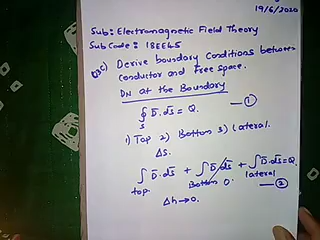 19/6/2020
Sub: Electromagnetic Field Theory
Sub Code: 18EE45
Q3c) Derive boundary Conditions between
conductor and Free space.
DN at the Boundary
∮ D̄. ds̄ = Q. — ①
S
1) Top 2) Bottom 3) Lateral.
ΔS.
∫ D̄. ds̄ + ∫ D̄. ds̄ + ∫ D̄. ds̄ = Q
top. Bottom 0. lateral — ②
Δh→0.